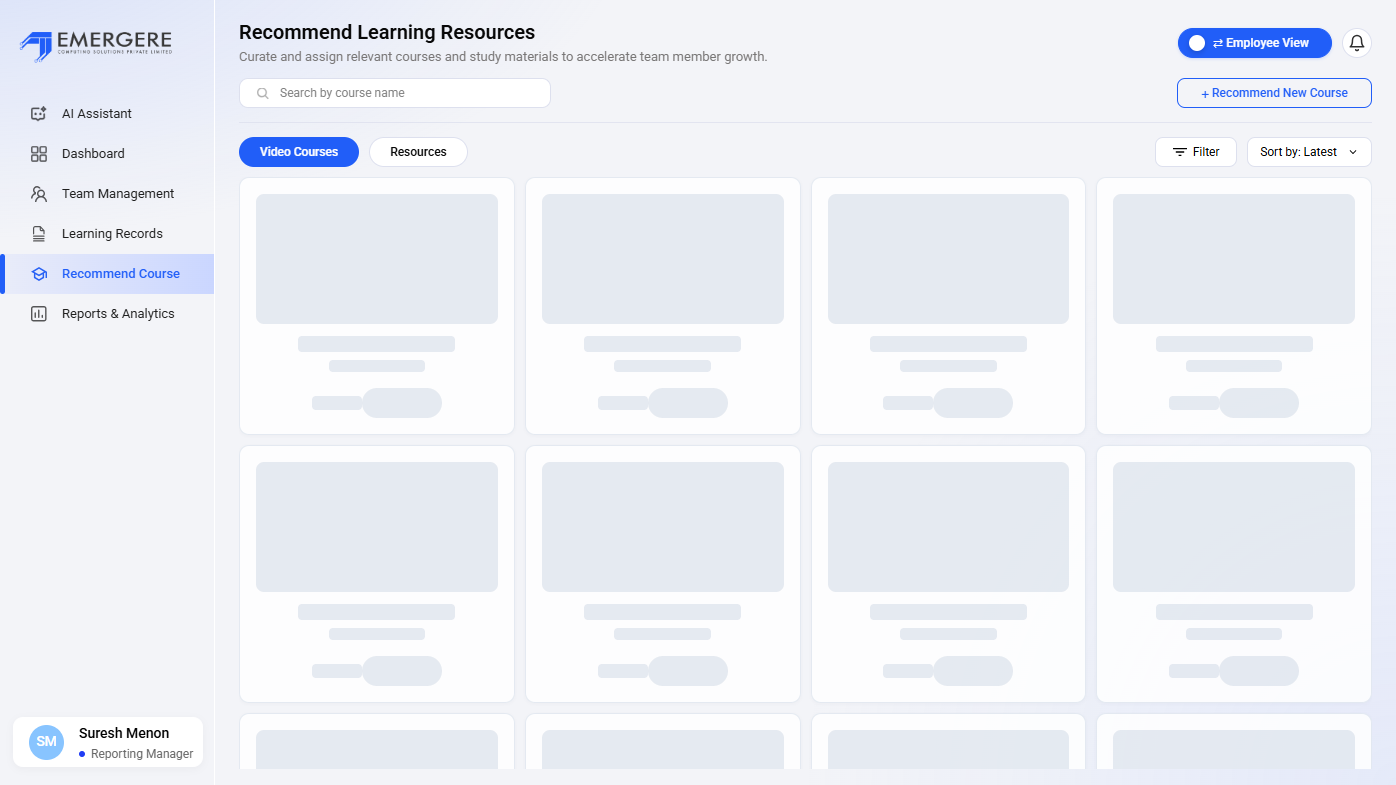 EMERGERE
COMPUTING SOLUTIONS PRIVATE LIMITED
AI Assistant
Dashboard
Team Management
Learning Records
Recommend Course
Reports & Analytics
SM
Suresh Menon
Reporting Manager
Recommend Learning Resources
Curate and assign relevant courses and study materials to accelerate team member growth.
⇄ Employee View
Search by course name
+ Recommend New Course
Video Courses
Resources
Filter
Sort by: Latest